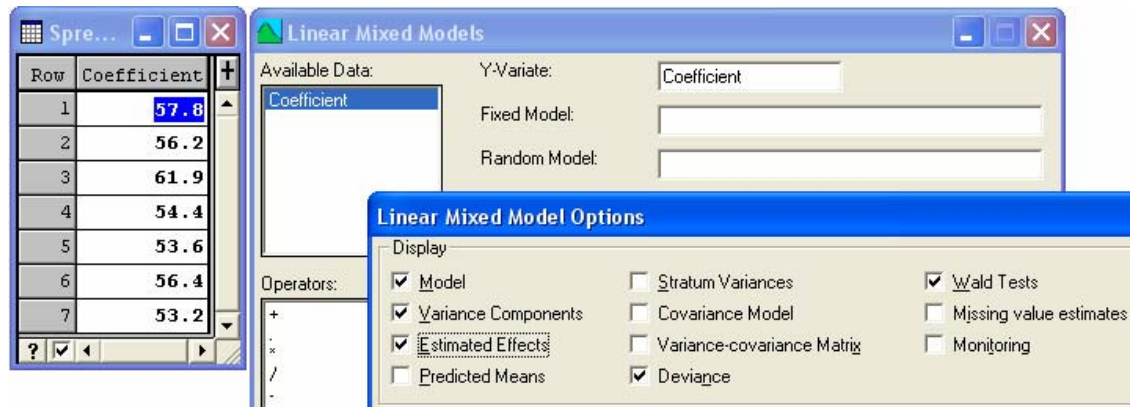 Spre...
Row Coefficient +
1 57.8
2 56.2
3 61.9
4 54.4
5 53.6
6 56.4
7 53.2
?
Linear Mixed Models
Available Data:
Coefficient
Y-Variate: Coefficient
Fixed Model:
Random Model:
Operators:
+
.
*
/
-
Linear Mixed Model Options
Display
Model Stratum Variances Wald Tests
Variance Components Covariance Model Missing value estimates
Estimated Effects Variance-covariance Matrix Monitoring
Predicted Means Deviance